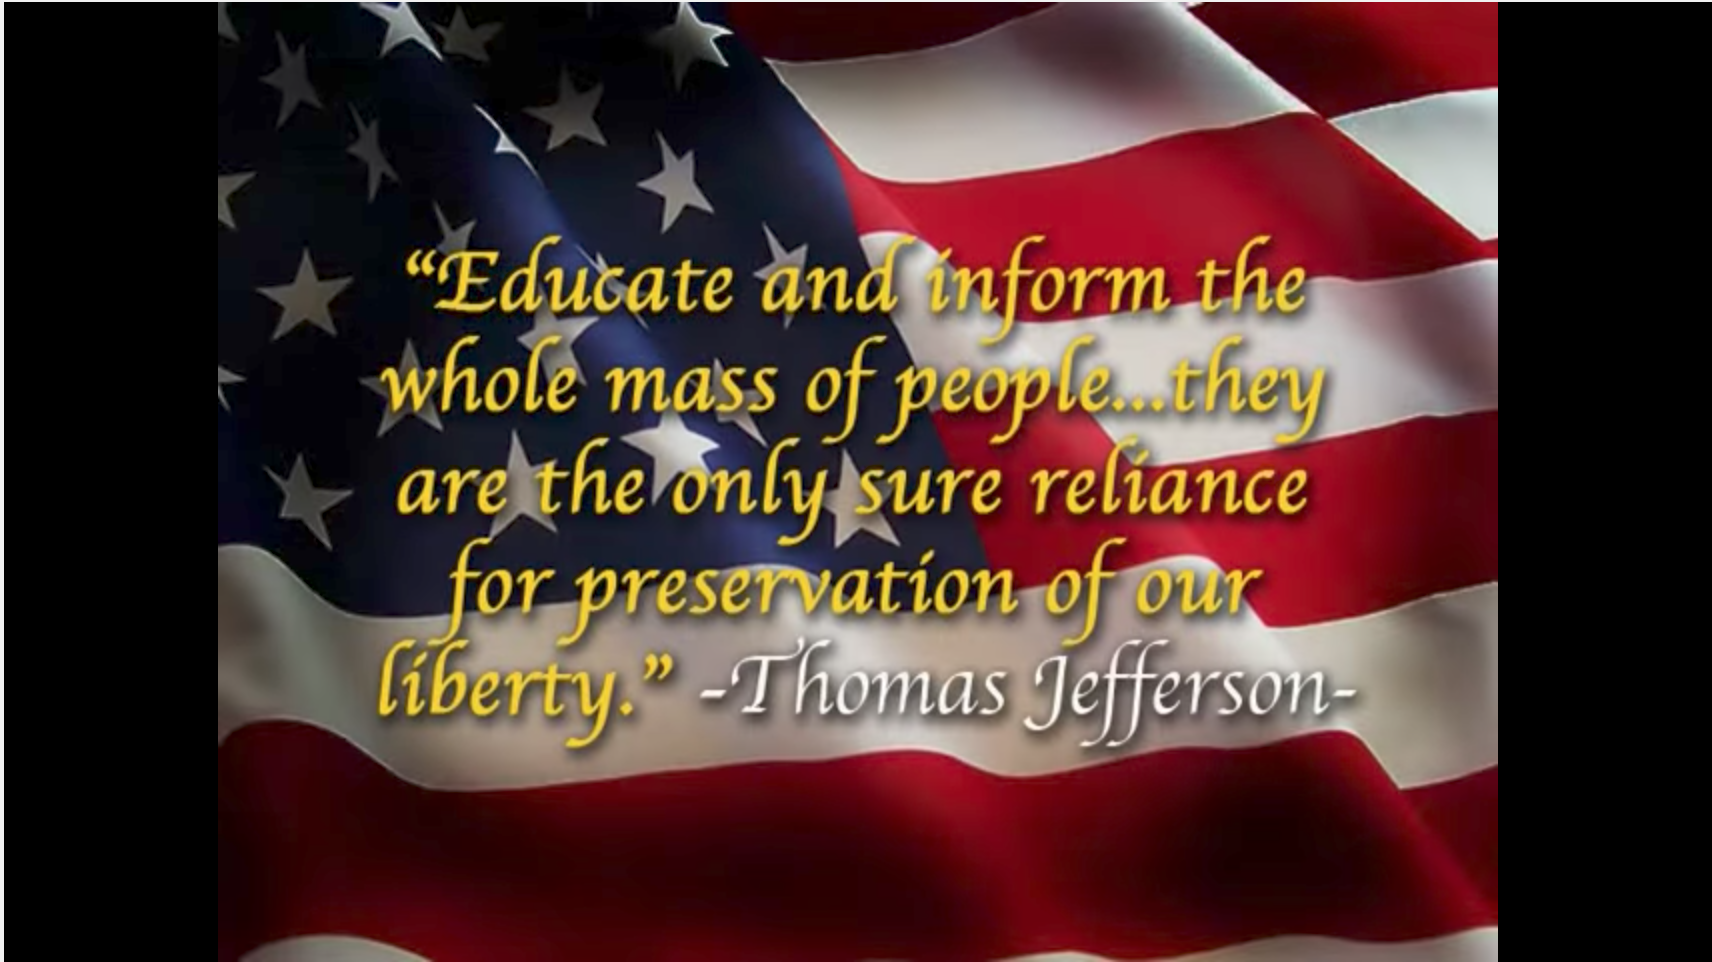 “Educate and inform the
whole mass of people...they
are the only sure reliance
for preservation of our
liberty.” -Thomas Jefferson-